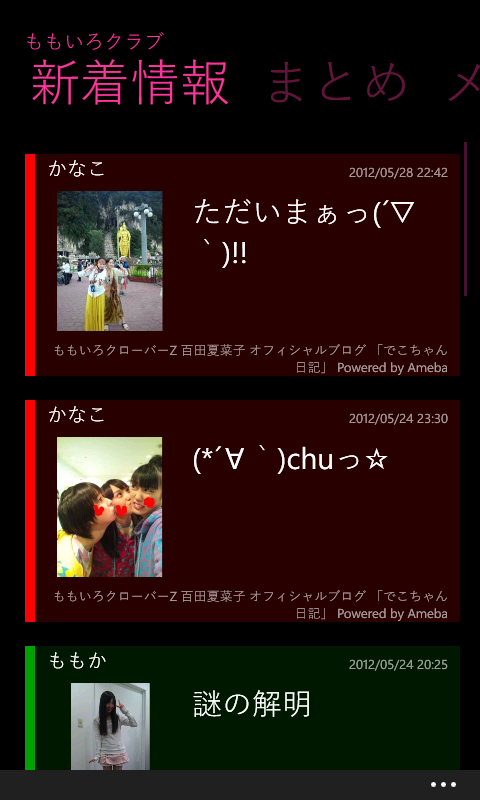 ももいろクラブ
新着情報 まとめ メ
かなこ
2012/05/28 22:42
ただいまぁっ(´▽
｀)!!
ももいろクローバーZ 百田夏菜子 オフィシャルブログ 「でこちゃん
日記」 Powered by Ameba
かなこ
2012/05/24 23:30
(*´∀｀)chuっ☆
ももいろクローバーZ 百田夏菜子 オフィシャルブログ 「でこちゃん
日記」 Powered by Ameba
ももか
2012/05/24 20:25
謎の解明